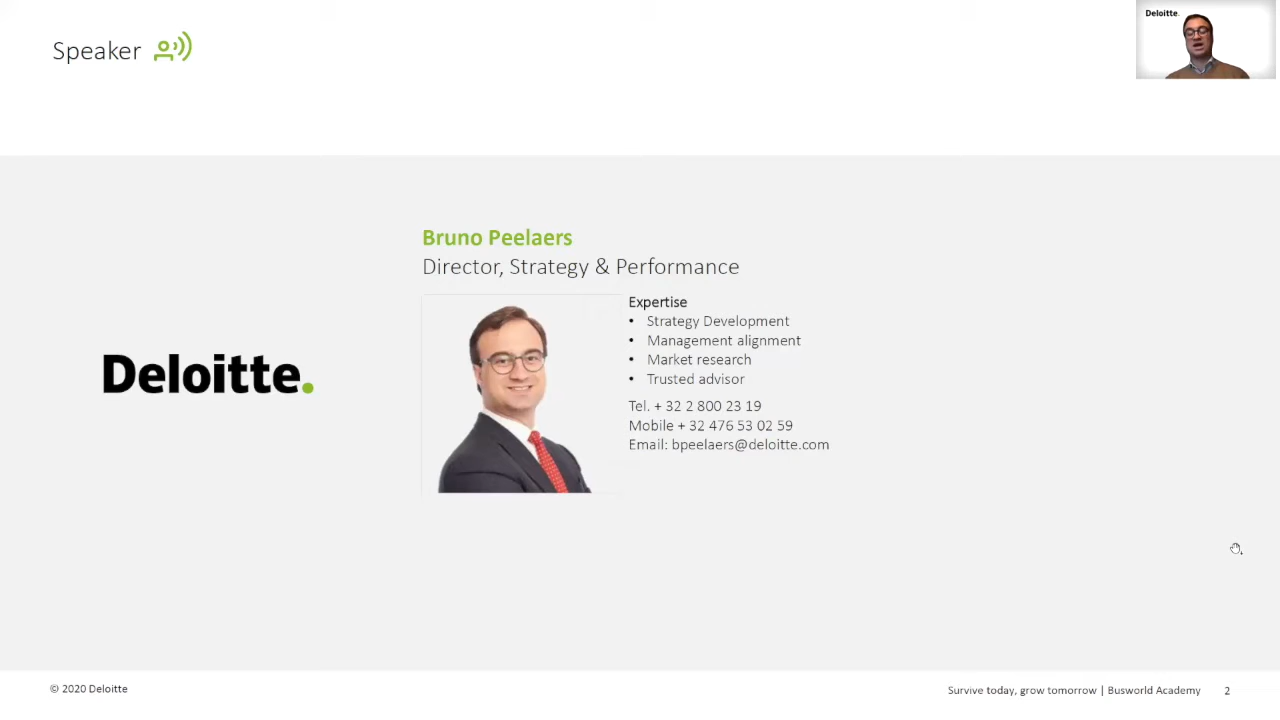 Speaker
Deloitte.
Bruno Peelaers
Director, Strategy & Performance
Deloitte.
Expertise
• Strategy Development
• Management alignment
• Market research
• Trusted advisor
Tel. + 32 2 800 23 19
Mobile + 32 476 53 02 59
Email: bpeelaers@deloitte.com
© 2020 Deloitte
Survive today, grow tomorrow | Busworld Academy 2